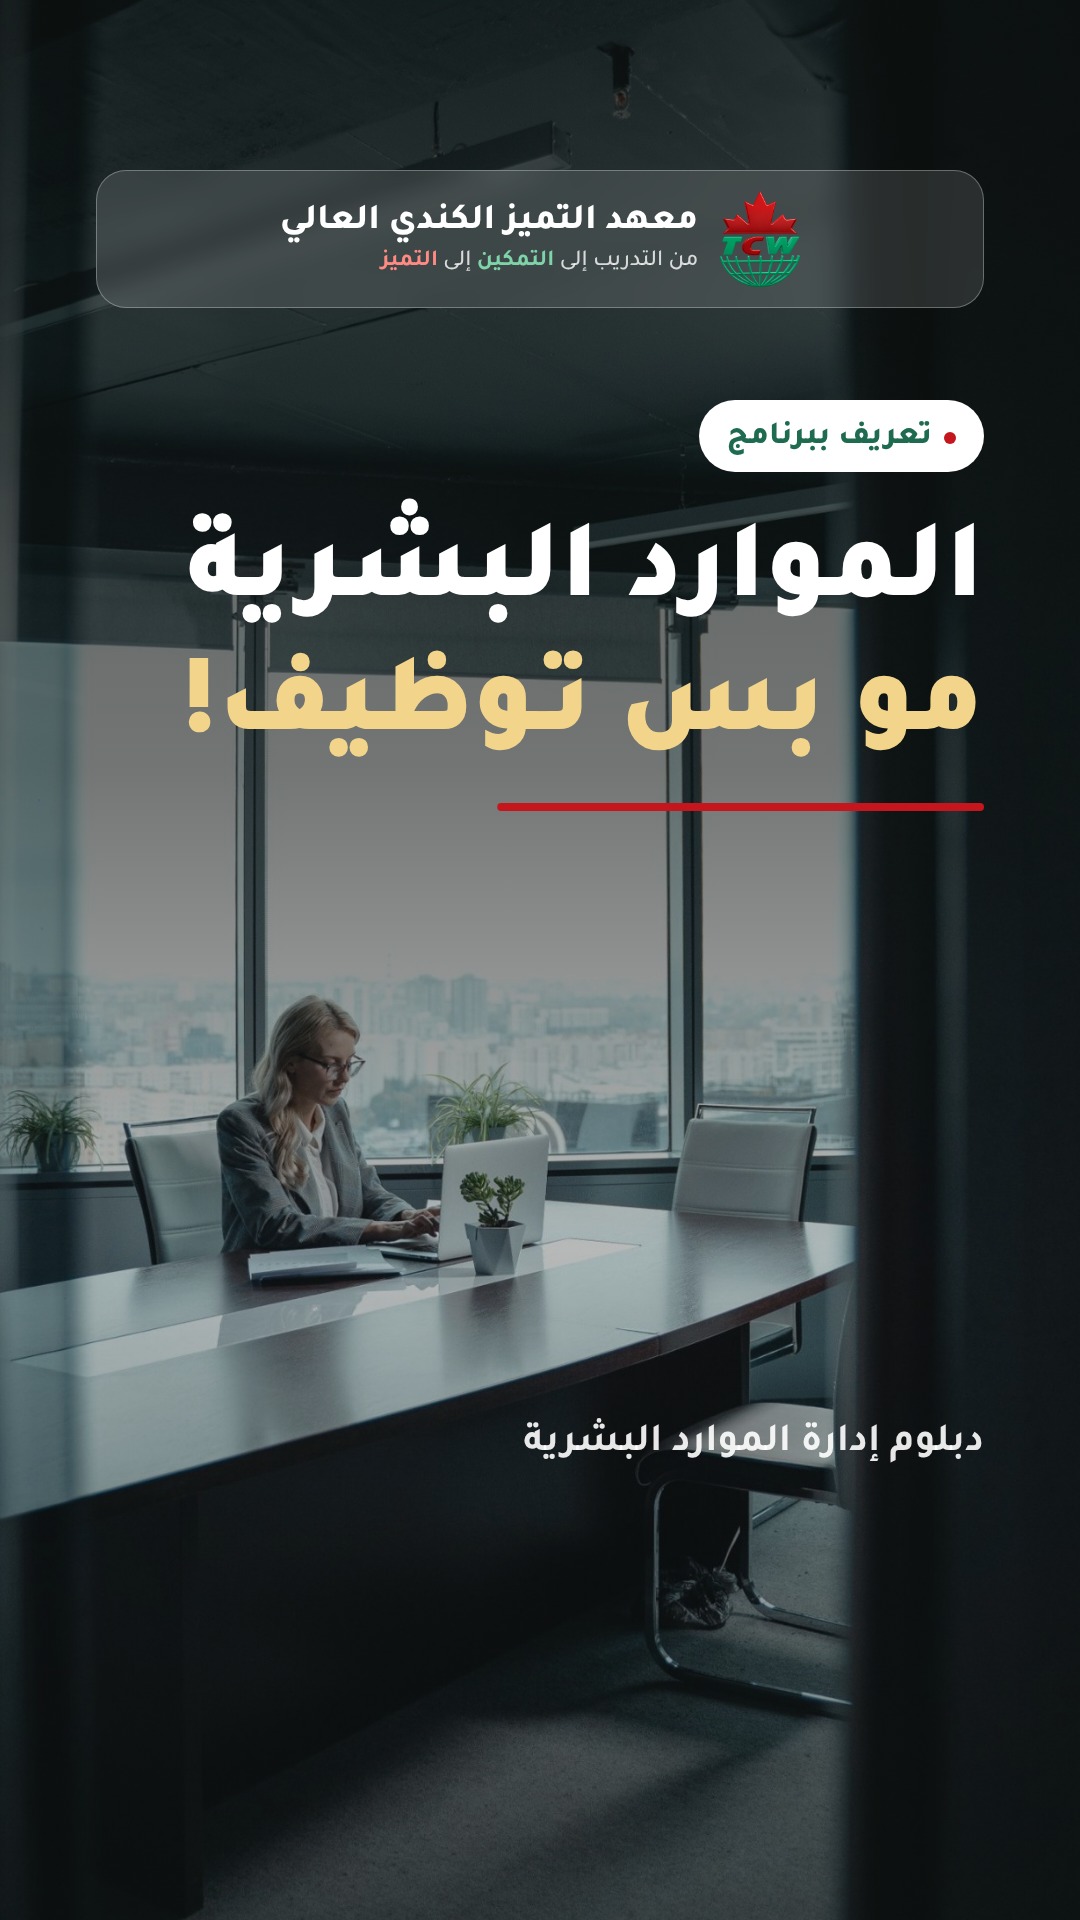 معهد التميز الكندي العالي
من التدريب إلى التمكين إلى التميز
TCW
تعريف ببرنامج
الموارد البشرية
مو بس توظيف!
دبلوم إدارة الموارد البشرية